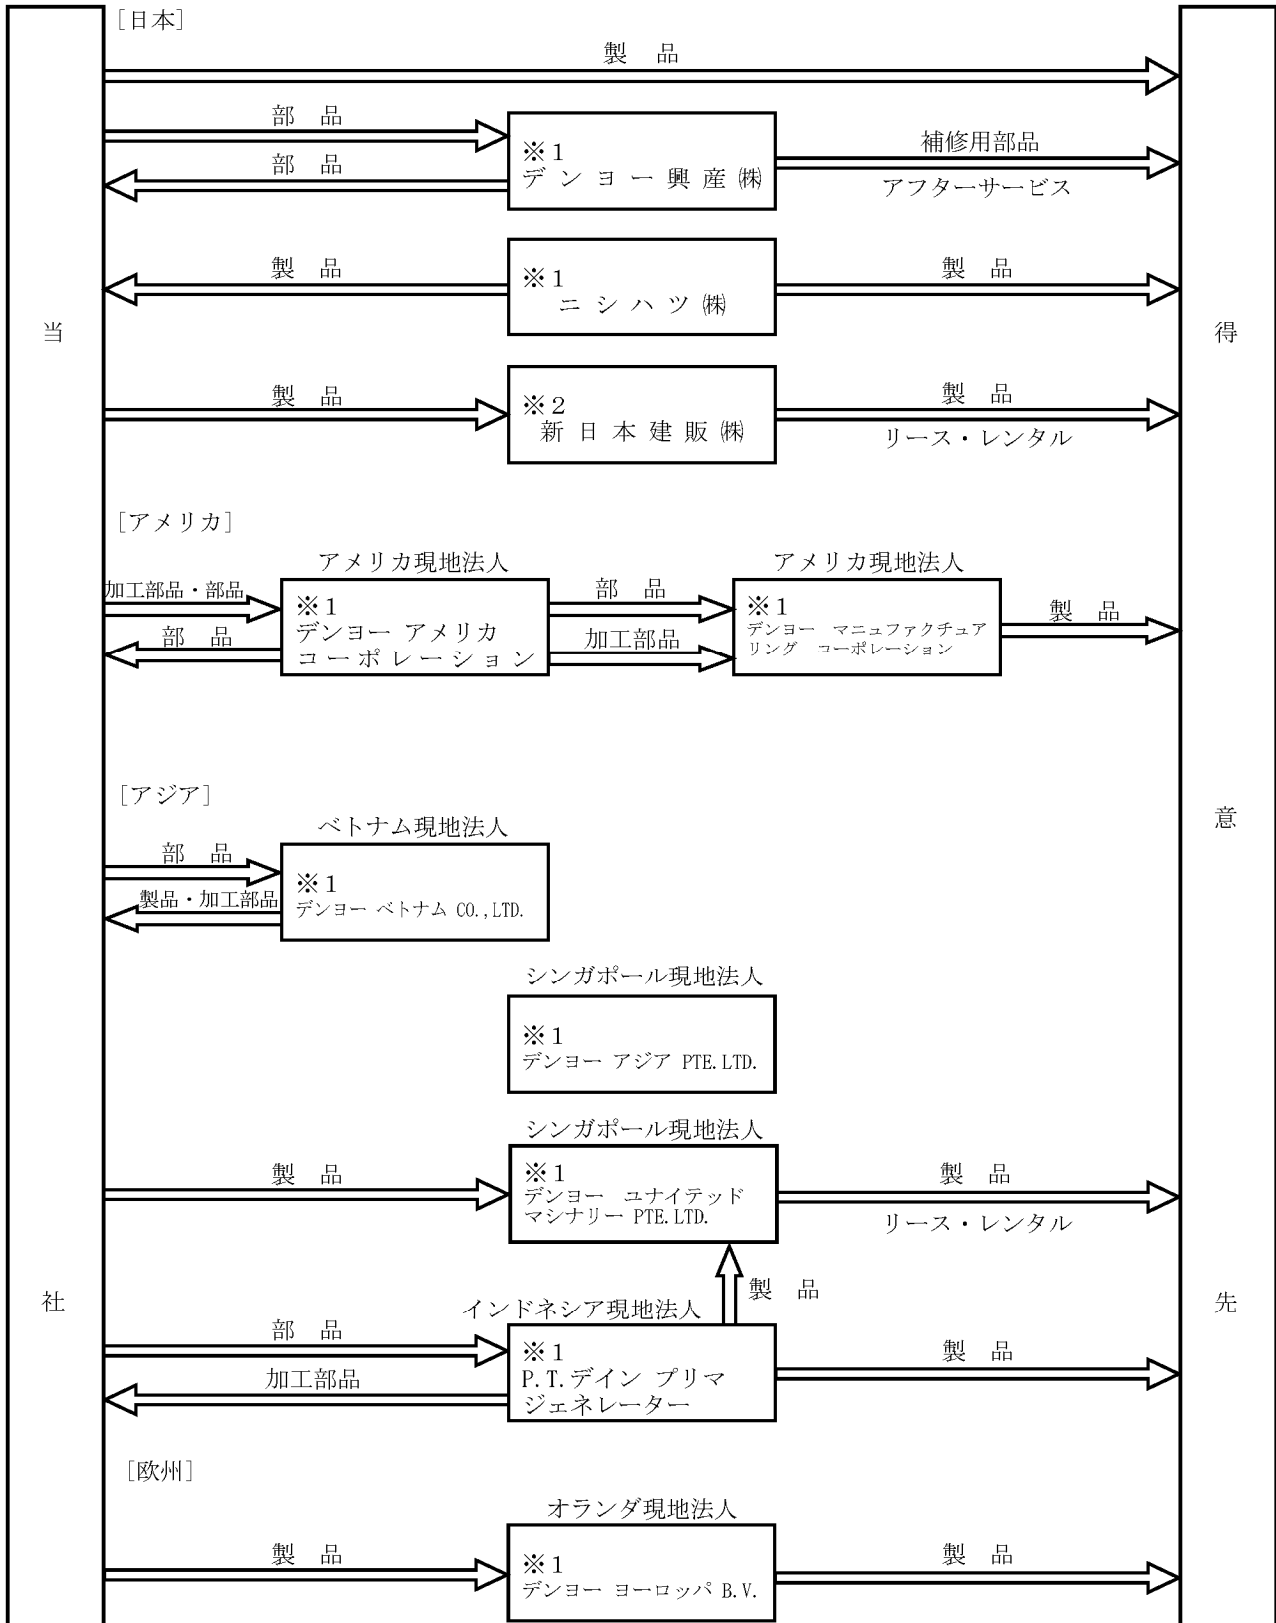 [日本]
製 品
部 品
部 品
※1
デンヨー興産㈱
補修用部品
アフターサービス
製 品
※1
ニシハツ㈱
製 品
当
得
製 品
※2
新日本建販㈱
製 品
リース・レンタル
[アメリカ]
アメリカ現地法人
アメリカ現地法人
加工部品・部品
部 品
※1
デンヨー アメリカ
コーポレーション
部 品
加工部品
※1
デンヨー マニュファクチュア
リング コーポレーション
製 品
[アジア]
意
ベトナム現地法人
部 品
製品・加工部品
※1
デンヨー ベトナム CO.,LTD.
シンガポール現地法人
※1
デンヨー アジア PTE.LTD.
シンガポール現地法人
製 品
※1
デンヨー ユナイテッド
マシナリー PTE.LTD.
製 品
リース・レンタル
製 品
社
先
インドネシア現地法人
部 品
加工部品
※1
P.T.デイン プリマ
ジェネレーター
製 品
[欧州]
オランダ現地法人
製 品
※1
デンヨー ヨーロッパ B.V.
製 品